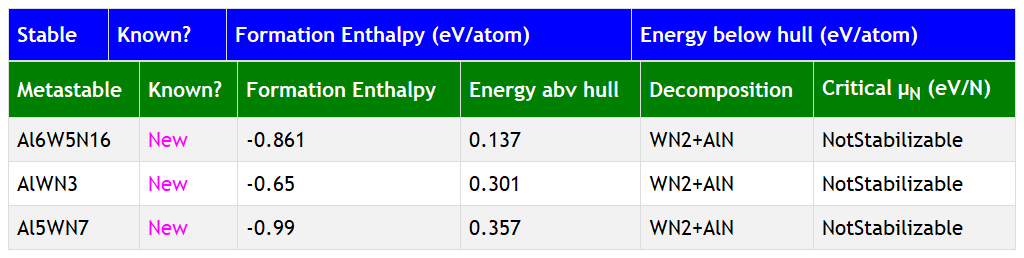 Stable Known? Formation Enthalpy (eV/atom) Energy below hull (eV/atom)
Metastable Known? Formation Enthalpy Energy abv hull Decomposition Critical μN (eV/N)
Al6W5N16 New -0.861 0.137 WN2+AlN NotStabilizable
AlWN3 New -0.65 0.301 WN2+AlN NotStabilizable
Al5WN7 New -0.99 0.357 WN2+AlN NotStabilizable